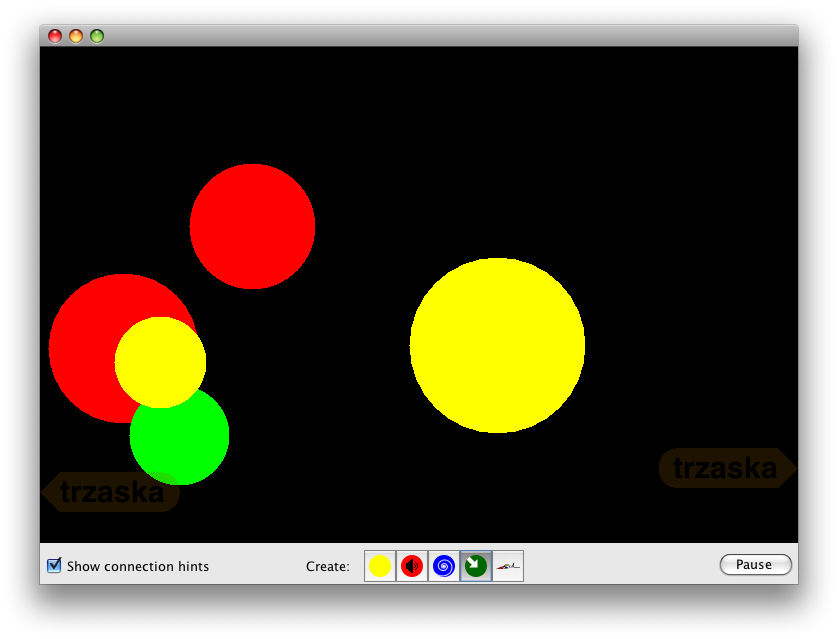 trzaska
trzaska
Show connection hints
Create:
Pause